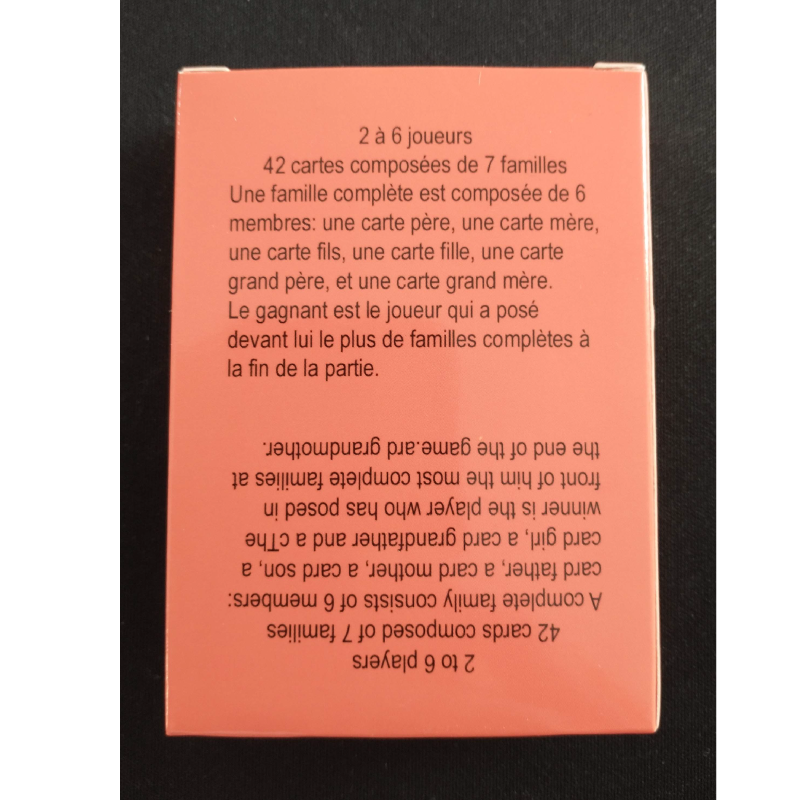 2 à 6 joueurs
42 cartes composées de 7 familles
Une famille complète est composée de 6
membres: une carte père, une carte mère,
une carte fils, une carte fille, une carte
grand père, et une carte grand mère.
Le gagnant est le joueur qui a posé
devant lui le plus de familles complètes à
la fin de la partie.
2 to 6 players
42 cards composed of 7 families
A complete family consists of 6 members:
card father, a card mother, a card son, a
card girl, a card grandfather and a cThe
winner is the player who has posed in
front of him the most complete families at
the end of the game.ard grandmother.